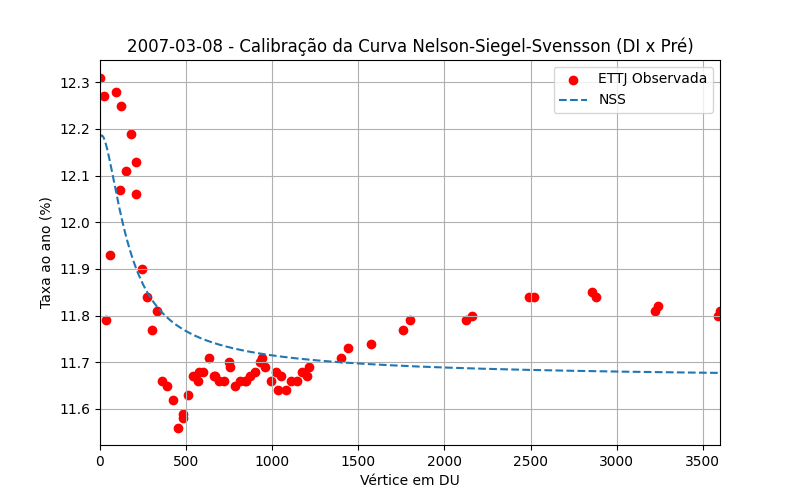 2007-03-08 - Calibração da Curva Nelson-Siegel-Svensson (DI x Pré)
ETTJ Observada
NSS
Taxa ao ano (%)
12.3
12.2
12.1
12.0
11.9
11.8
11.7
11.6
0 500 1000 1500 2000 2500 3000 3500
Vértice em DU